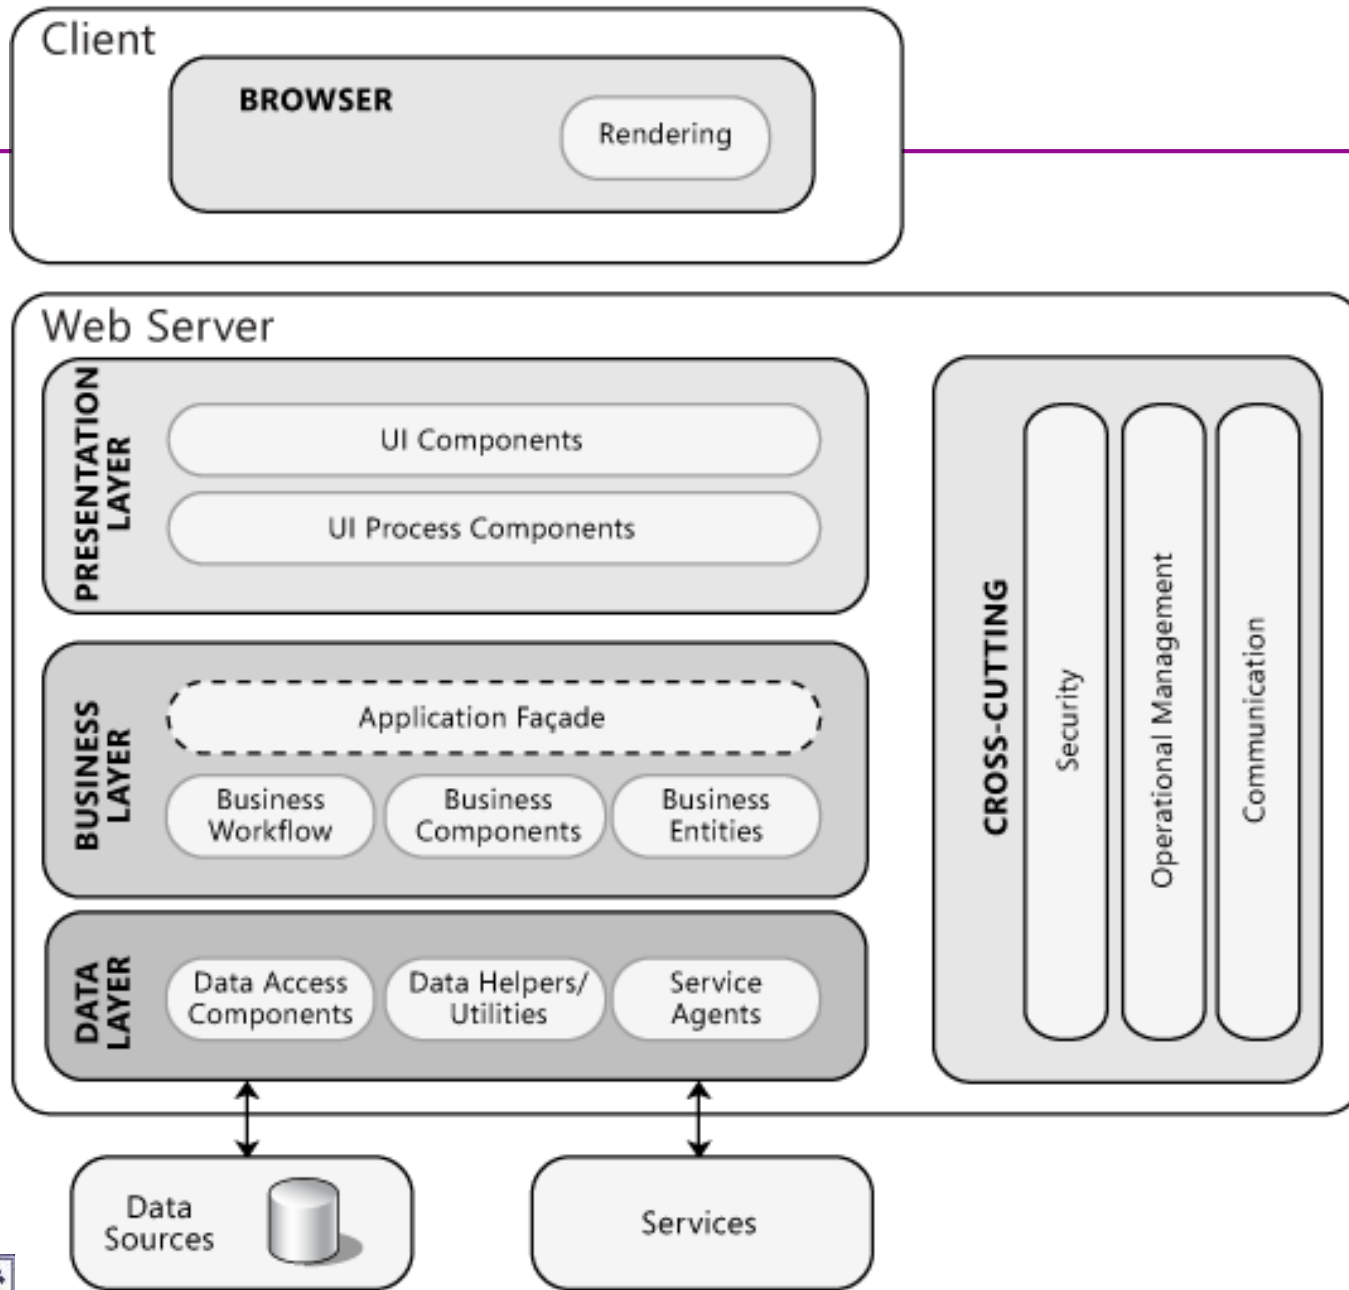 Client
BROWSER
Rendering
Web Server
PRESENTATION
LAYER
UI Components
UI Process Components
BUSINESS
LAYER
Application Façade
Business
Workflow
Business
Components
Business
Entities
DATA
LAYER
Data Access
Components
Data Helpers/
Utilities
Service
Agents
CROSS-CUTTING
Security
Operational Management
Communication
Data
Sources
Services